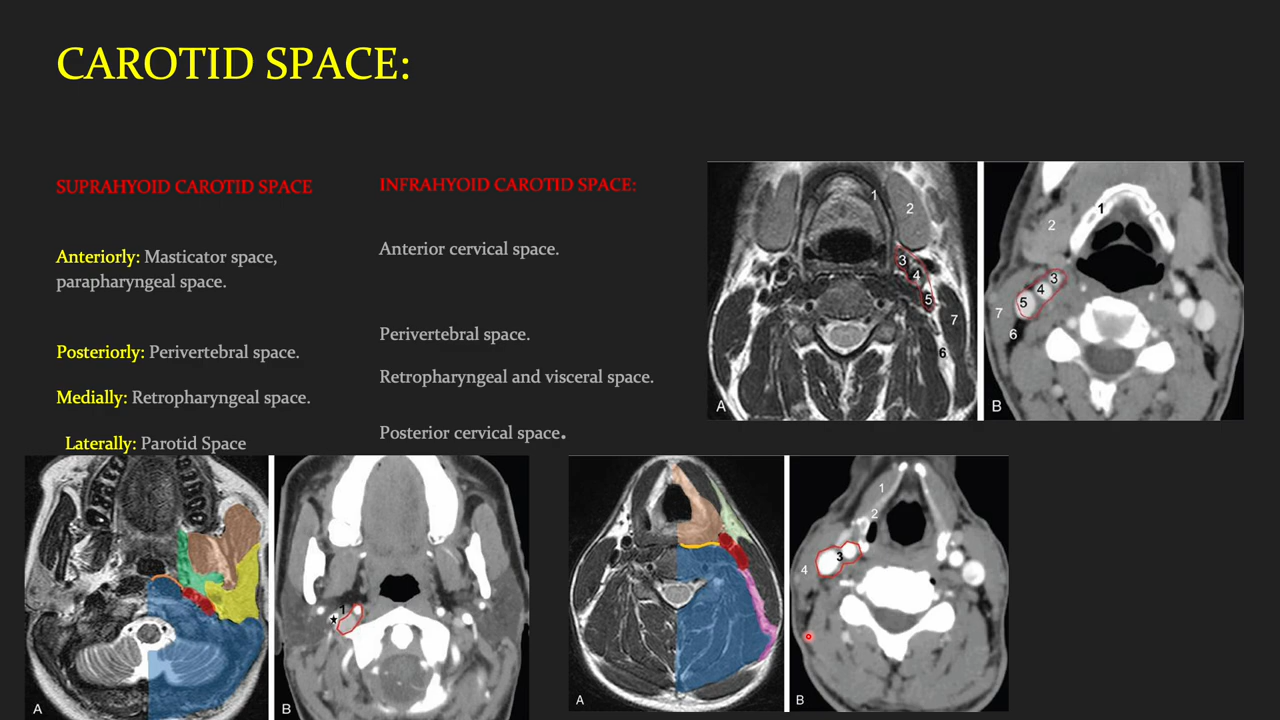 CAROTID SPACE:
SUPRAHYOID CAROTID SPACE
Anteriorly: Masticator space,
parapharyngeal space.
Posteriorly: Perivertebral space.
Medially: Retropharyngeal space.
Laterally: Parotid Space
INFRAHYOID CAROTID SPACE:
Anterior cervical space.
Perivertebral space.
Retropharyngeal and visceral space.
Posterior cervical space.
1
2
3
4
5
7
6
A
1
2
3
4
5
7
6
B
A
1
B
A
1
2
3
4
B